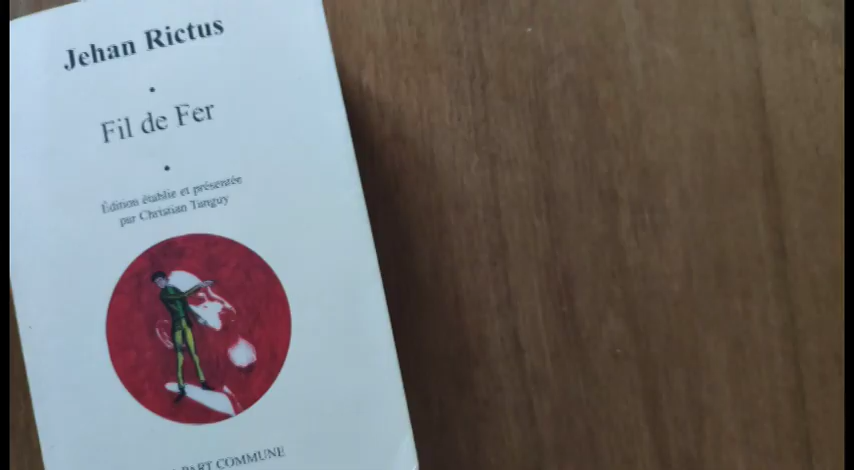 Jehan Rictus
Fil de Fer
Édition établie et présentée
par Christian Tanguy
PART COMMUNE